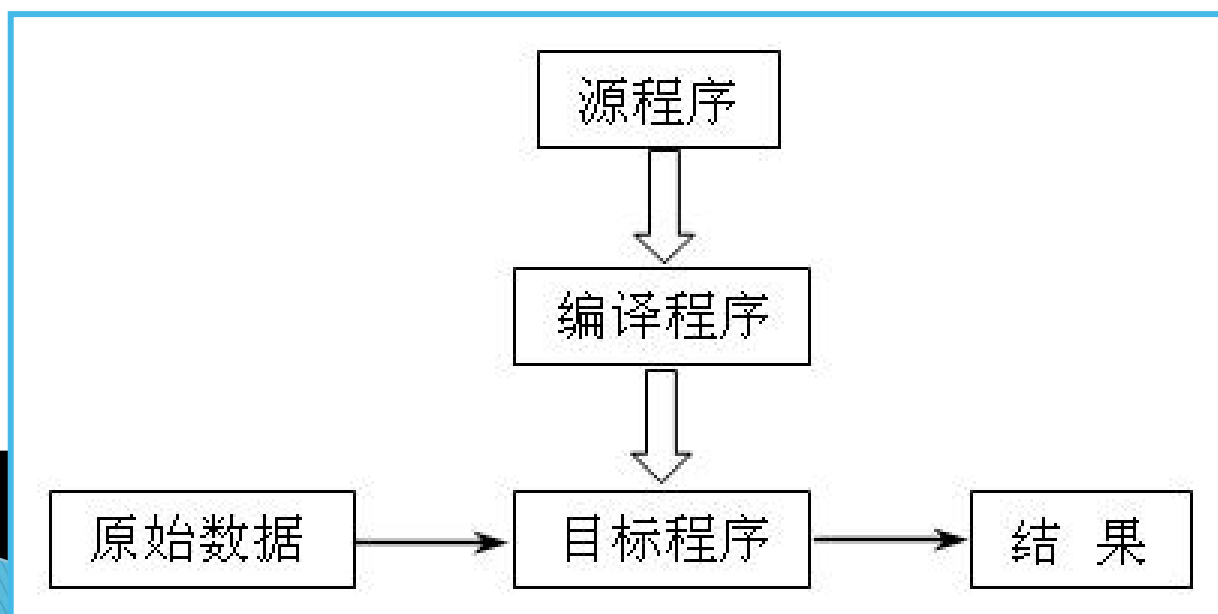 源程序
编译程序
原始数据
目标程序
结 果